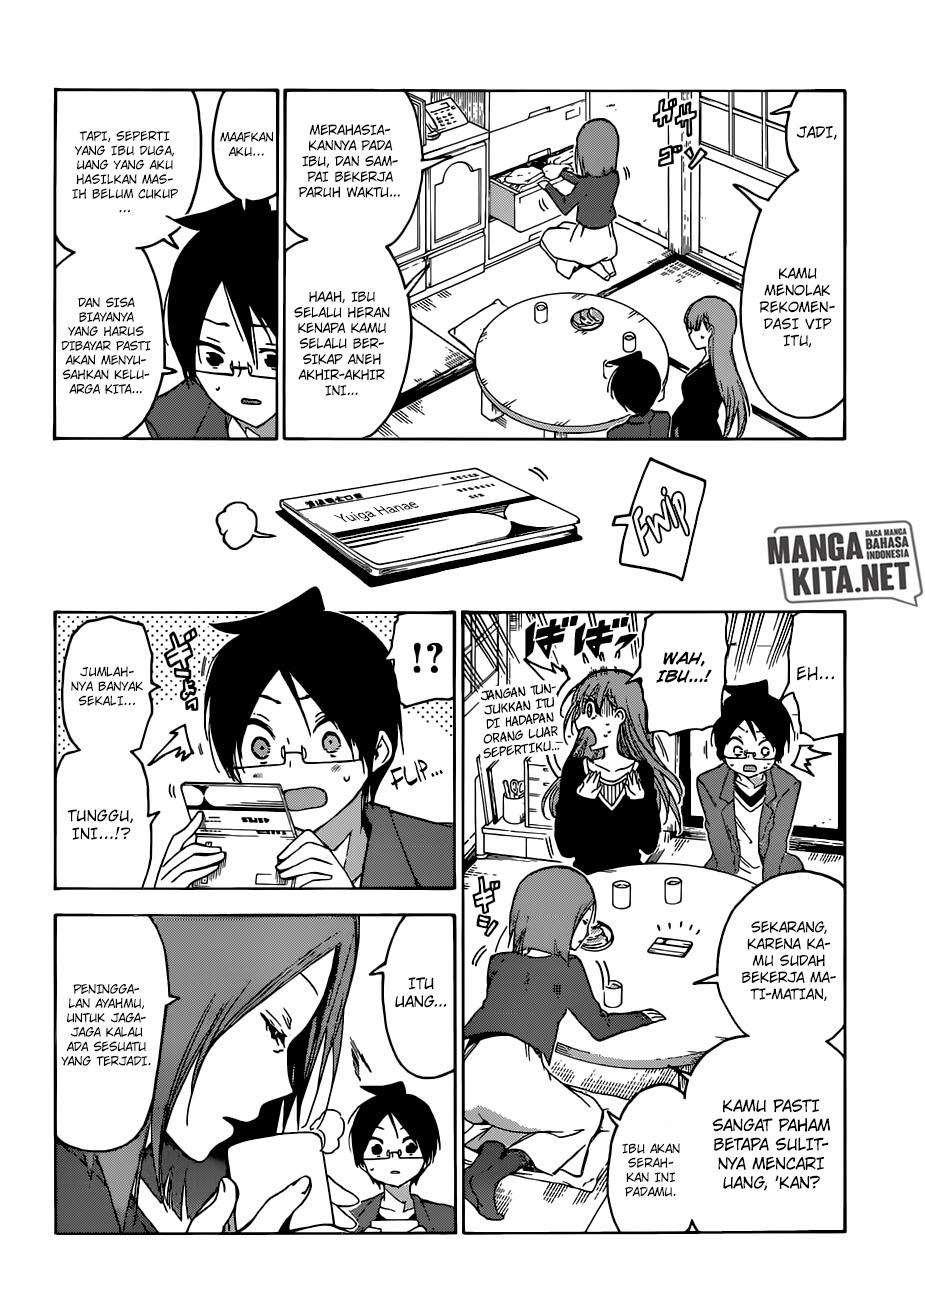 JADI,
KAMU
MENOLAK
REKOMEN-
DASI VIP
ITU,
MERAHASIA-
KANNYA PADA
IBU, DAN SAM-
PAI BEKERJA
PARUH WAKTU...
HAAH, IBU
SELALU HERAN
KENAPA KAMU
SELALU BER-
SIKAP ANEH
AKHIR-AKHIR
INI...
MAAFKAN
AKU...
TAPI, SEPERTI
YANG IBU DUGA,
UANG YANG AKU
HASILKAN MAS-
IH BELUM CUKUP
...
DAN SISA
BIAYANYA
YANG HARUS
DIBAYAR PASTI
AKAN MENYU-
SAHKAN KELU-
ARGA KITA...
Yuiga Hanae
FWIP
MANGA
KITA.NET
BACA MANGA
BAHASA
INDONESIA
EH...
WAH,
IBU...!
JANGAN TUN-
JUKKAN ITU
DI HADAPAN
ORANG LUAR
SEPERTIKU...
SEKARANG,
KARENA KA-
MU SUDAH
BEKERJA MA-
TI-MATIAN,
KAMU PASTI
SANGAT PAHAM
BETAPA SULIT-
NYA MENCARI
UANG, 'KAN?
IBU AKAN
SERAH-
KAN INI
PADAMU.
!?
FLIP...
JUMLAH-
NYA BANYAK
SEKALI...
TUNGGU,
INI...!?
ITU
UANG...
PENINGGA-
LAN AYAHMU,
UNTUK JAGA-
JAGA KALAU
ADA SESUATU
YANG TERJADI.